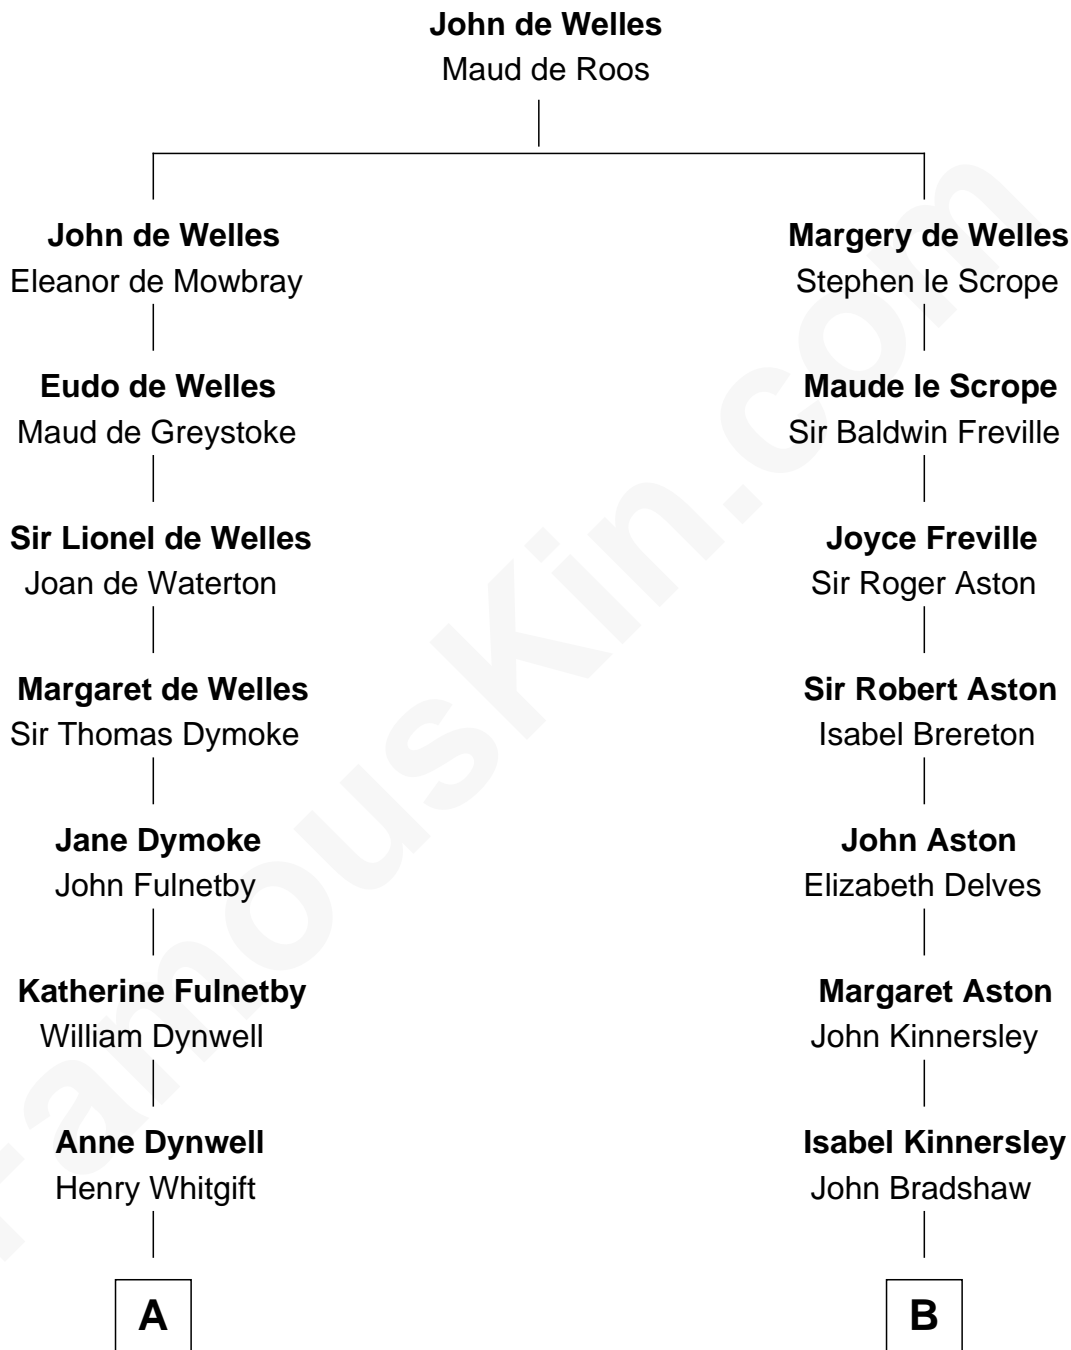 John de Welles
Maud de Roos
John de Welles
Eleanor de Mowbray
Margery de Welles
Stephen le Scrope
Eudo de Welles
Maud de Greystoke
Maude le Scrope
Sir Baldwin Freville
Sir Lionel de Welles
Joan de Waterton
Joyce Freville
Sir Roger Aston
Margaret de Welles
Sir Thomas Dymoke
Sir Robert Aston
Isabel Brereton
Jane Dymoke
John Fulnetby
John Aston
Elizabeth Delves
Katherine Fulnetby
William Dynwell
Margaret Aston
John Kinnersley
Anne Dynwell
Henry Whitgift
Isabel Kinnersley
John Bradshaw
A
B
FamousKin.com